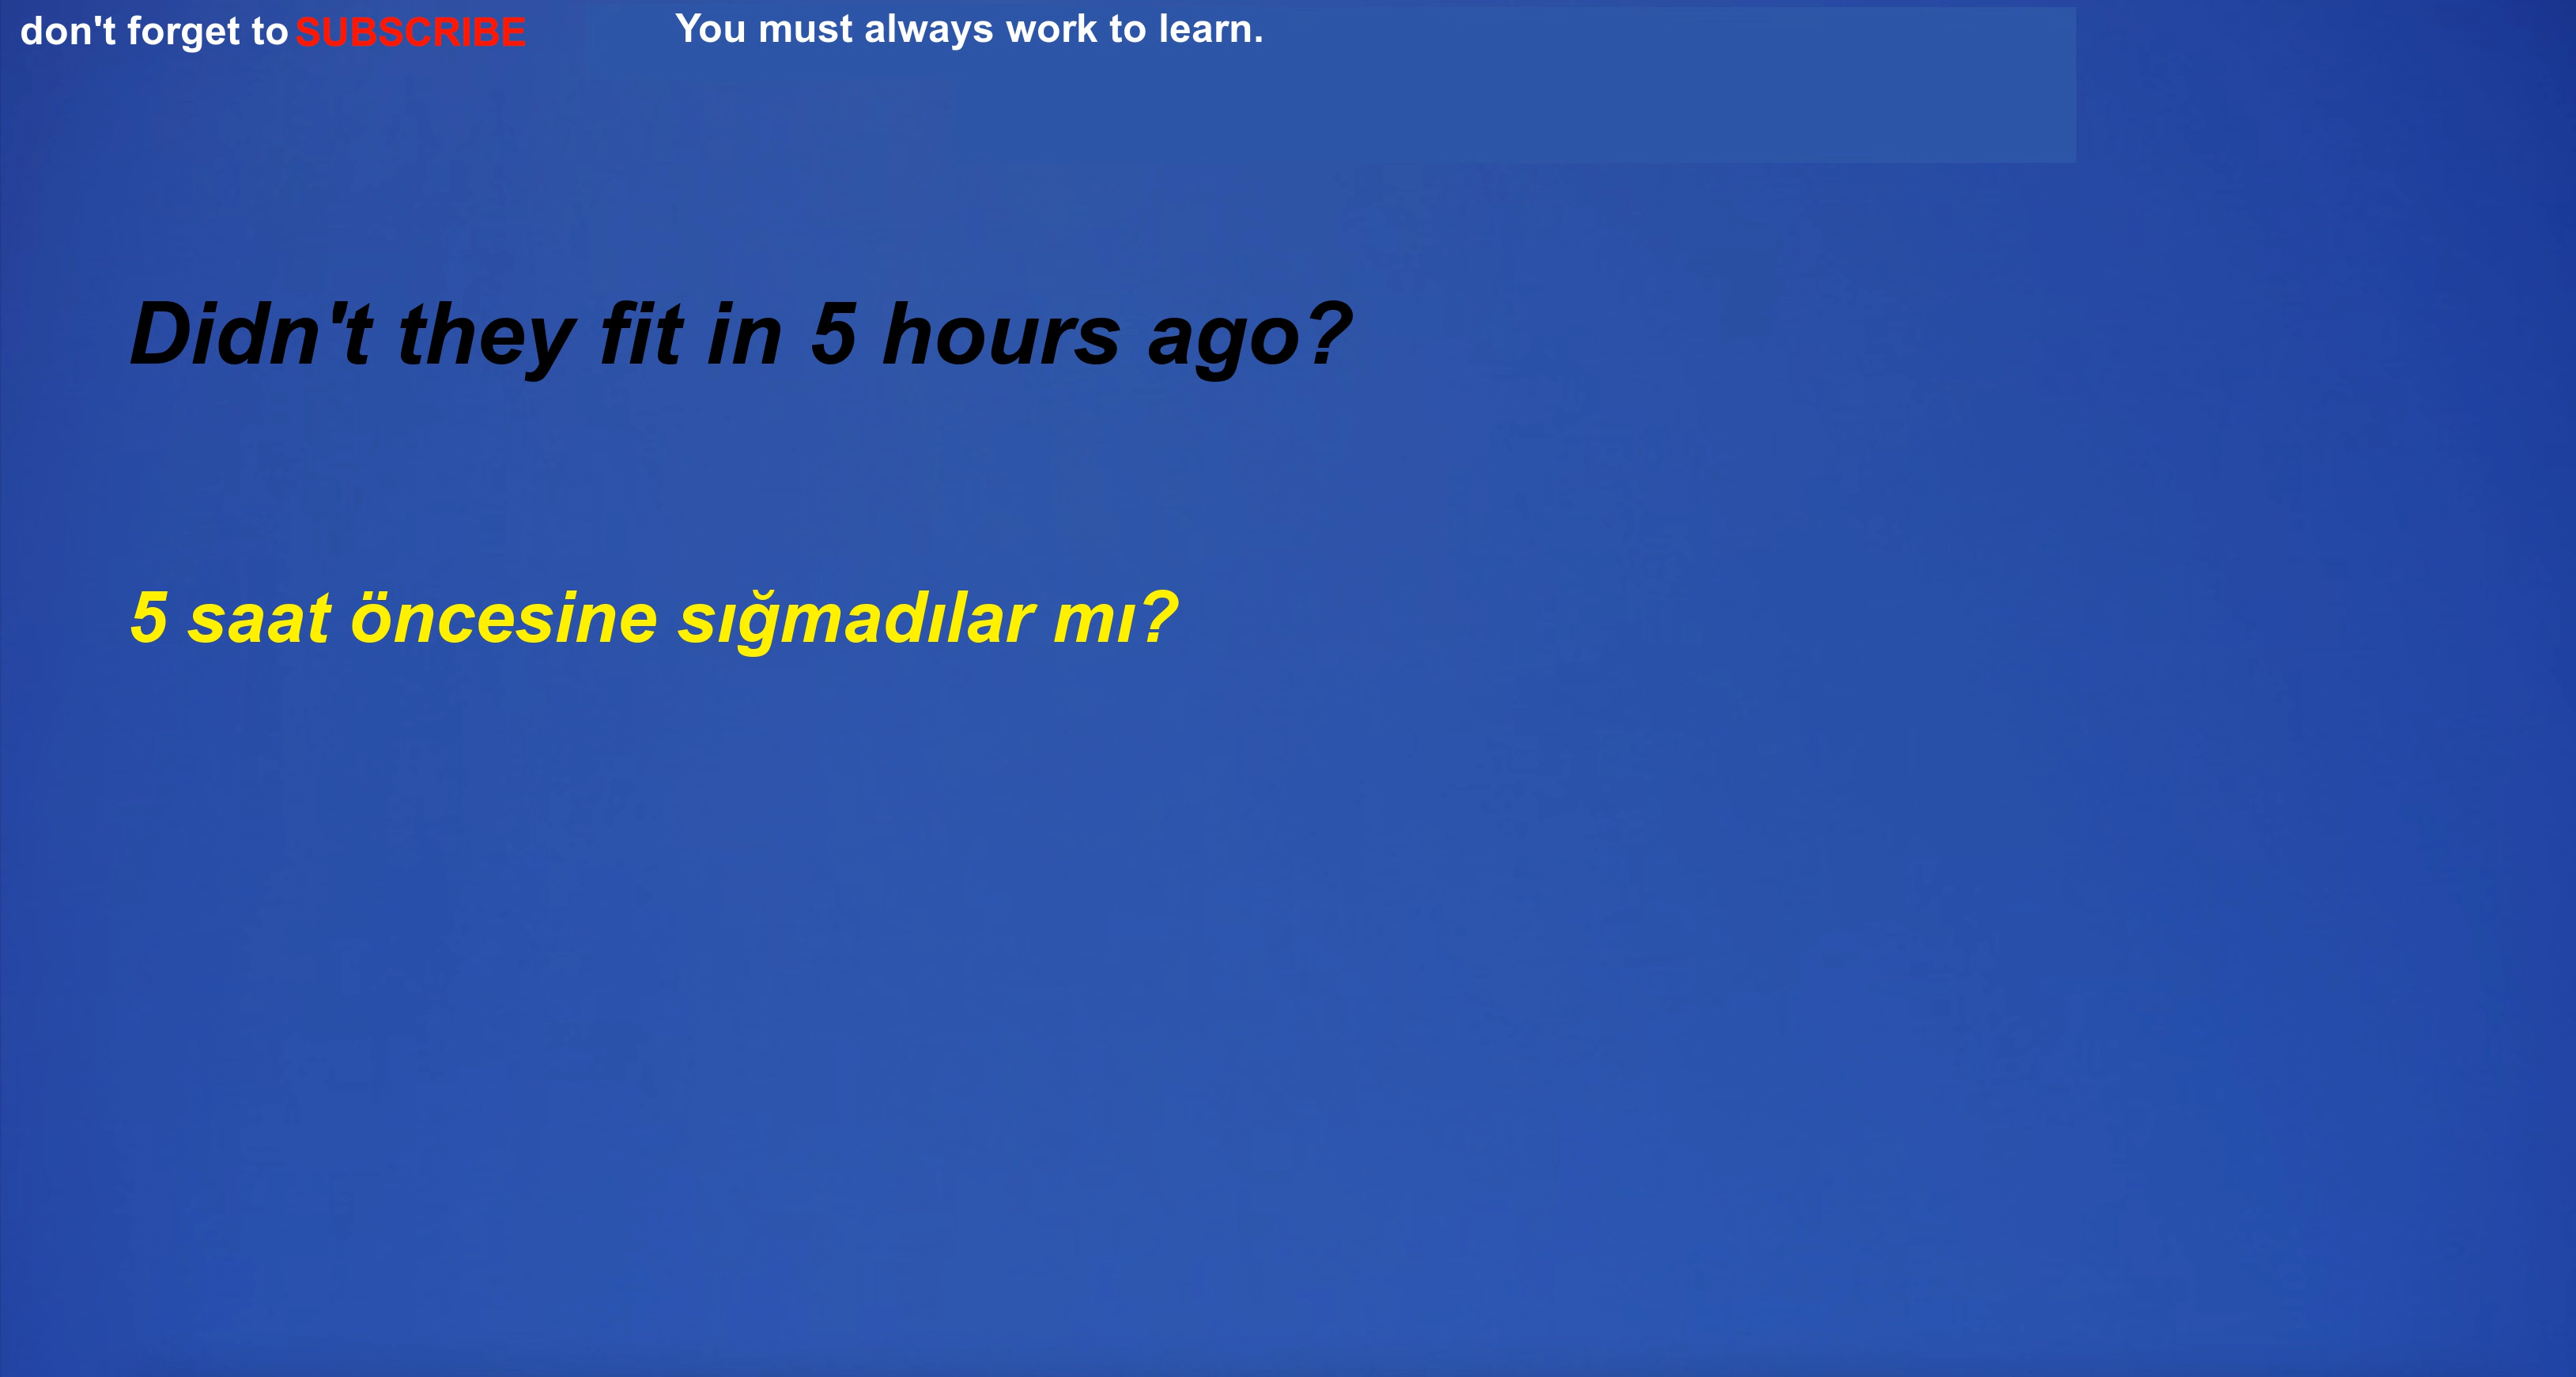 don't forget to SUBSCRIBE
You must always work to learn.
Didn't they fit in 5 hours ago?
5 saat öncesine sığmadılar mı?